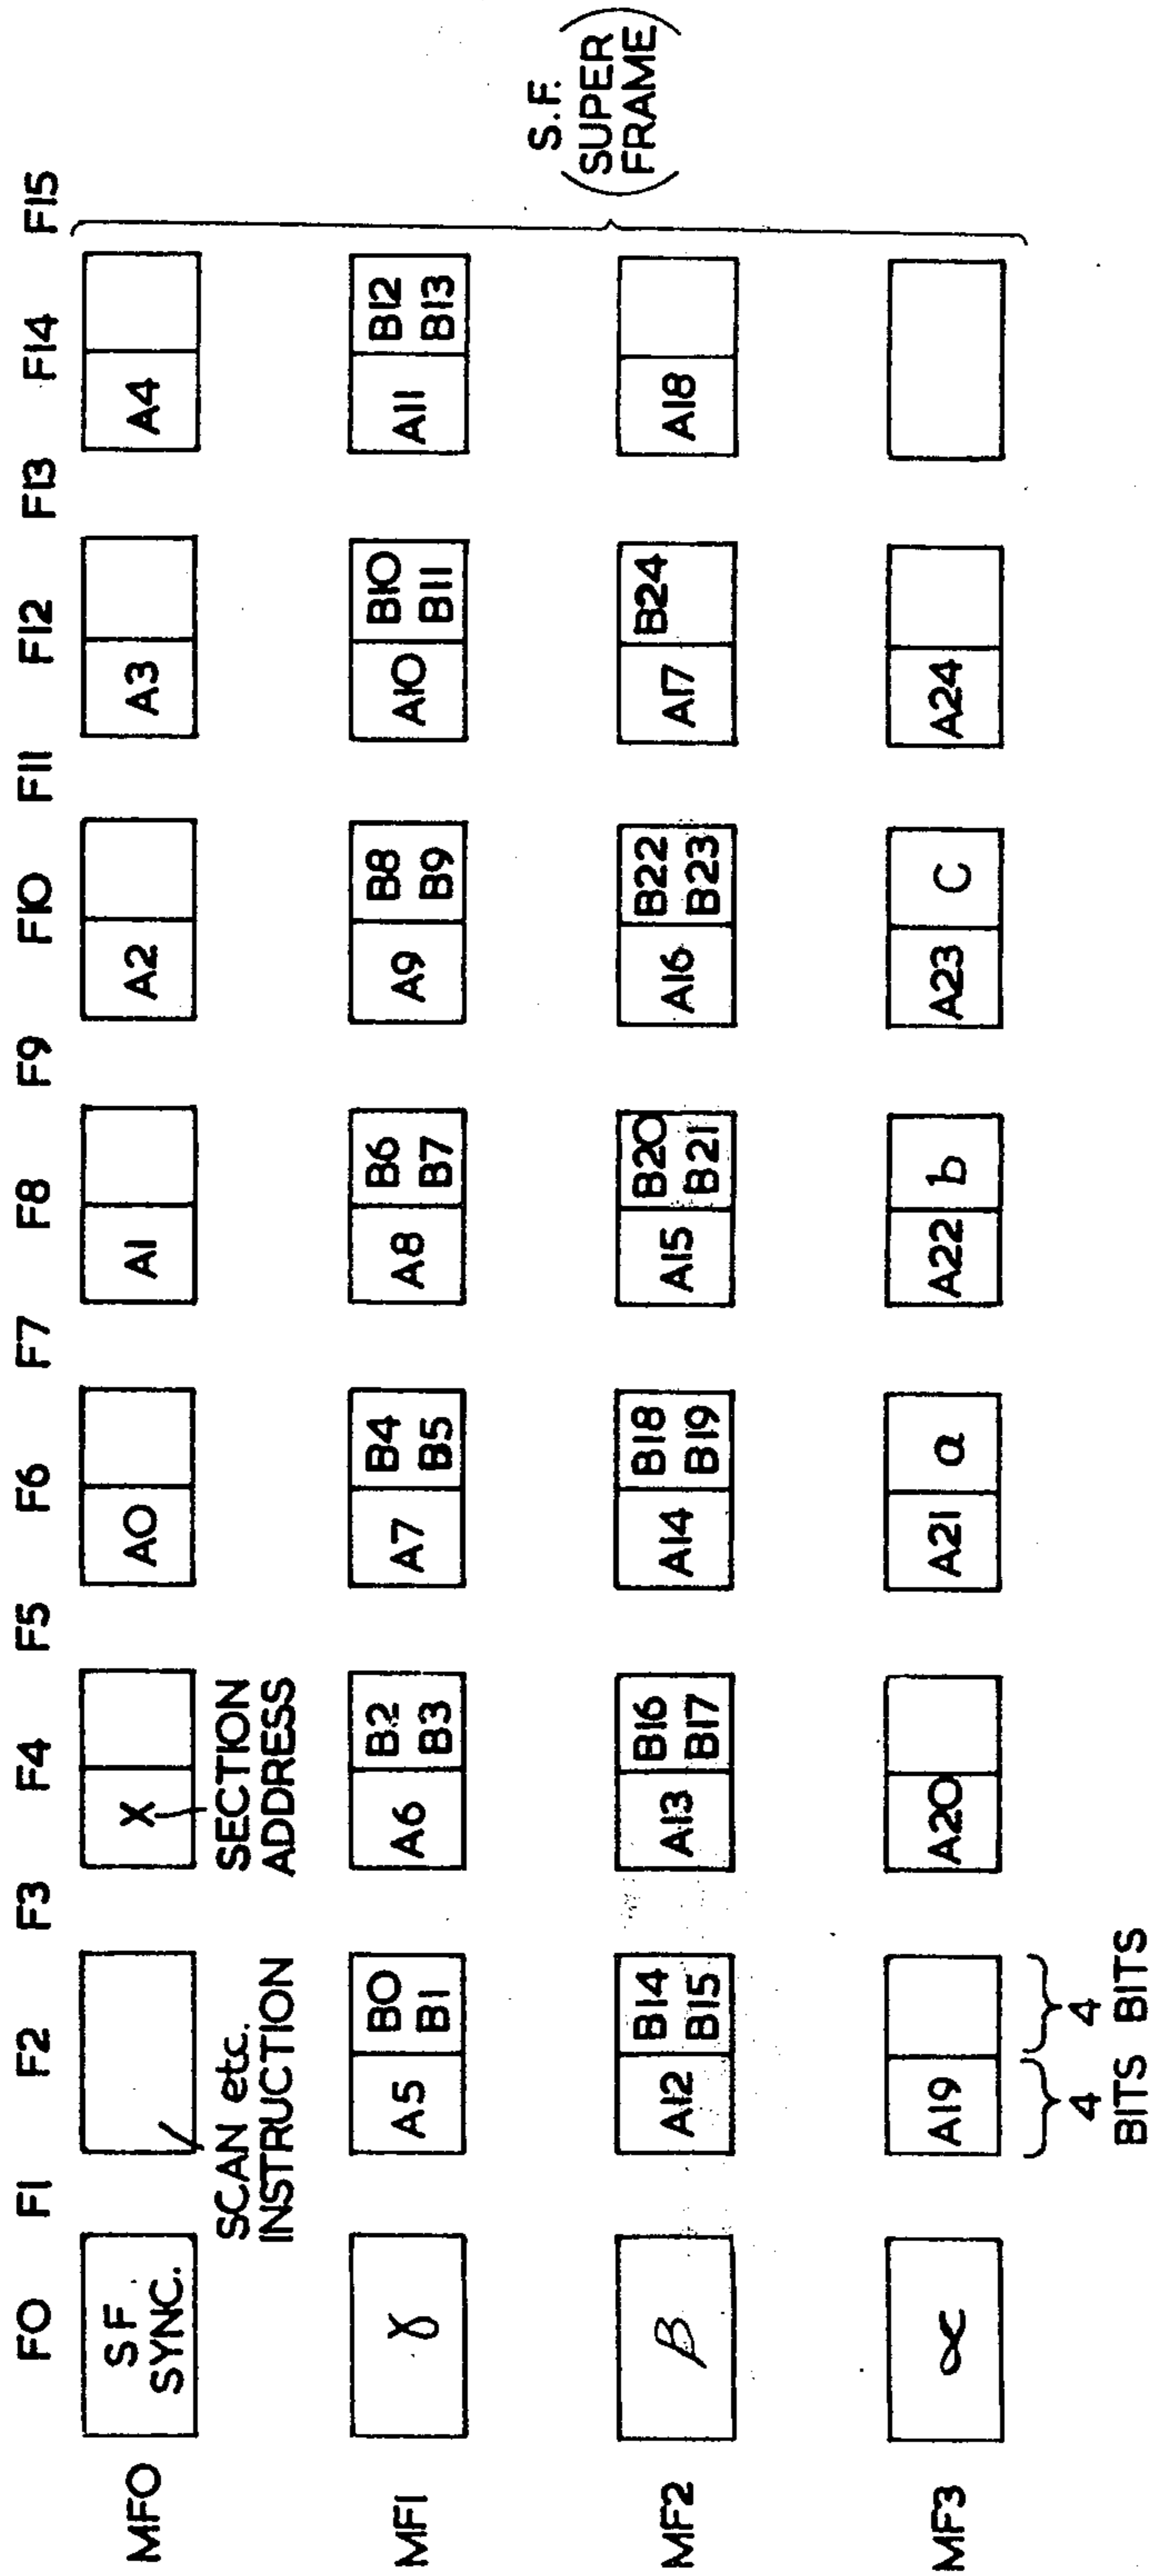 F0 F1 F2 F3 F4 F5 F6 F7 F8 F9 F10 F11 F12 F13 F14 F15
MF0
S F
SYNC.
SCAN etc.
INSTRUCTION
X
SECTION
ADDRESS
A0
A1
A2
A3
A4
MF1
γ
A5
B0
B1
A6
B2
B3
A7
B4
B5
A8
B6
B7
A9
B8
B9
A10
B10
B11
A11
B12
B13
MF2
β
A12
B14
B15
A13
B16
B17
A14
B18
B19
A15
B20
B21
A16
B22
B23
A17
B24
A18
MF3
α
A19
A20
A21
a
A22
b
A23
C
A24
4
BITS
4
BITS
S.F.
(SUPER
FRAME)